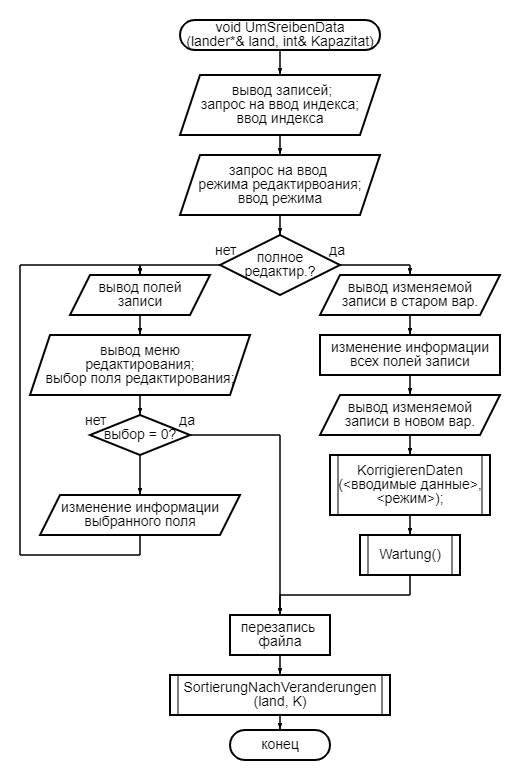 void UmSreibenData
(lander*& land, int& Kapazitat)
вывод записей;
запрос на ввод индекса;
ввод индекса
запрос на ввод
режима редактирвоания;
ввод режима
нет
полное
редактир.?
да
вывод полей
записи
вывод меню
редактирования;
выбор поля редактирования;
нет
выбор = 0?
да
изменение информации
выбранного поля
вывод изменяемой
записи в старом вар.
изменение информации
всех полей записи
вывод изменяемой
записи в новом вар.
KorrigierenDaten
(<вводимые данные>,
<режим>);
Wartung()
перезапись
файла
SortierungNachVeranderungen
(land, K)
конец